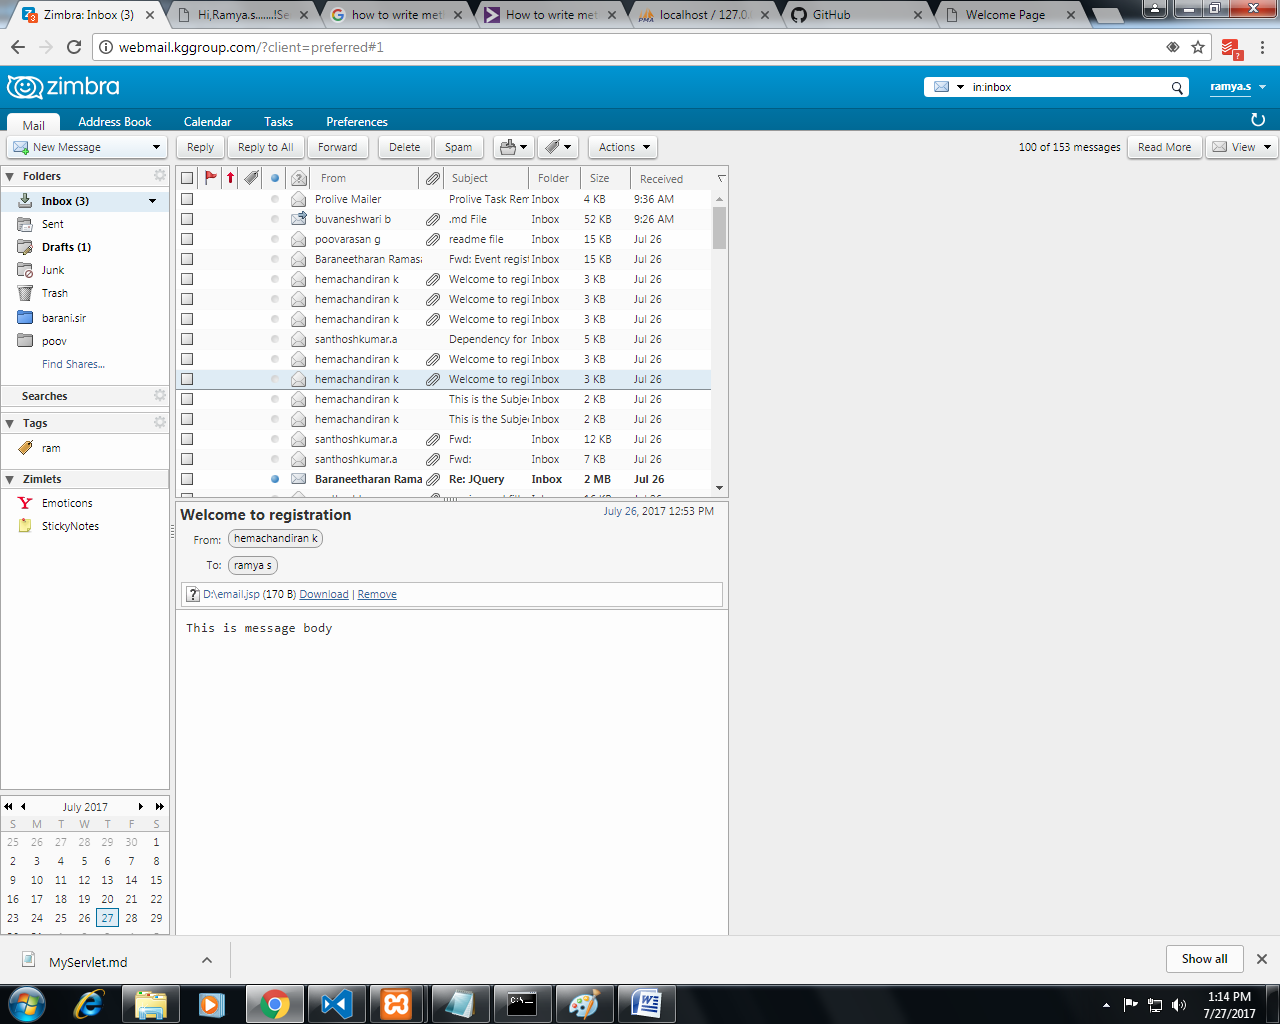 Zimbra: Inbox (3)
Hi,Ramya.s.......!Se
how to write met
How to write met
localhost / 127.0.
GitHub
Welcome Page
webmail.kggroup.com/?client=preferred#1
zimbra
in:inbox
ramya.s
Mail
Address Book
Calendar
Tasks
Preferences
New Message
Reply
Reply to All
Forward
Delete
Spam
Actions
100 of 153 messages
Read More
View
Folders
Inbox (3)
Sent
Drafts (1)
Junk
Trash
barani.sir
poov
Find Shares...
Searches
Tags
ram
Zimlets
Emoticons
StickyNotes
From Subject Folder Size Received
Prolive Mailer Prolive Task Rem Inbox 4 KB 9:36 AM
buvaneshwari b .md File Inbox 52 KB 9:26 AM
poovarasan g readme file Inbox 15 KB Jul 26
Baraneetharan Ramasa Fwd: Event regist Inbox 15 KB Jul 26
hemachandiran k Welcome to regi Inbox 3 KB Jul 26
hemachandiran k Welcome to regi Inbox 3 KB Jul 26
hemachandiran k Welcome to regi Inbox 3 KB Jul 26
santhoshkumar.a Dependency for Inbox 5 KB Jul 26
hemachandiran k Welcome to regi Inbox 3 KB Jul 26
hemachandiran k Welcome to regi Inbox 3 KB Jul 26
hemachandiran k This is the Subje Inbox 2 KB Jul 26
hemachandiran k This is the Subje Inbox 2 KB Jul 26
santhoshkumar.a Fwd: Inbox 12 KB Jul 26
santhoshkumar.a Fwd: Inbox 7 KB Jul 26
Baraneetharan Rama Re: JQuery Inbox 2 MB Jul 26
Welcome to registration
July 26, 2017 12:53 PM
From: hemachandiran k
To: ramya s
D:\email.jsp (170 B) Download | Remove
This is message body
July 2017
S M T W T F S
25 26 27 28 29 30 1
2 3 4 5 6 7 8
9 10 11 12 13 14 15
16 17 18 19 20 21 22
23 24 25 26 27 28 29
MyServlet.md
Show all
1:14 PM
7/27/2017